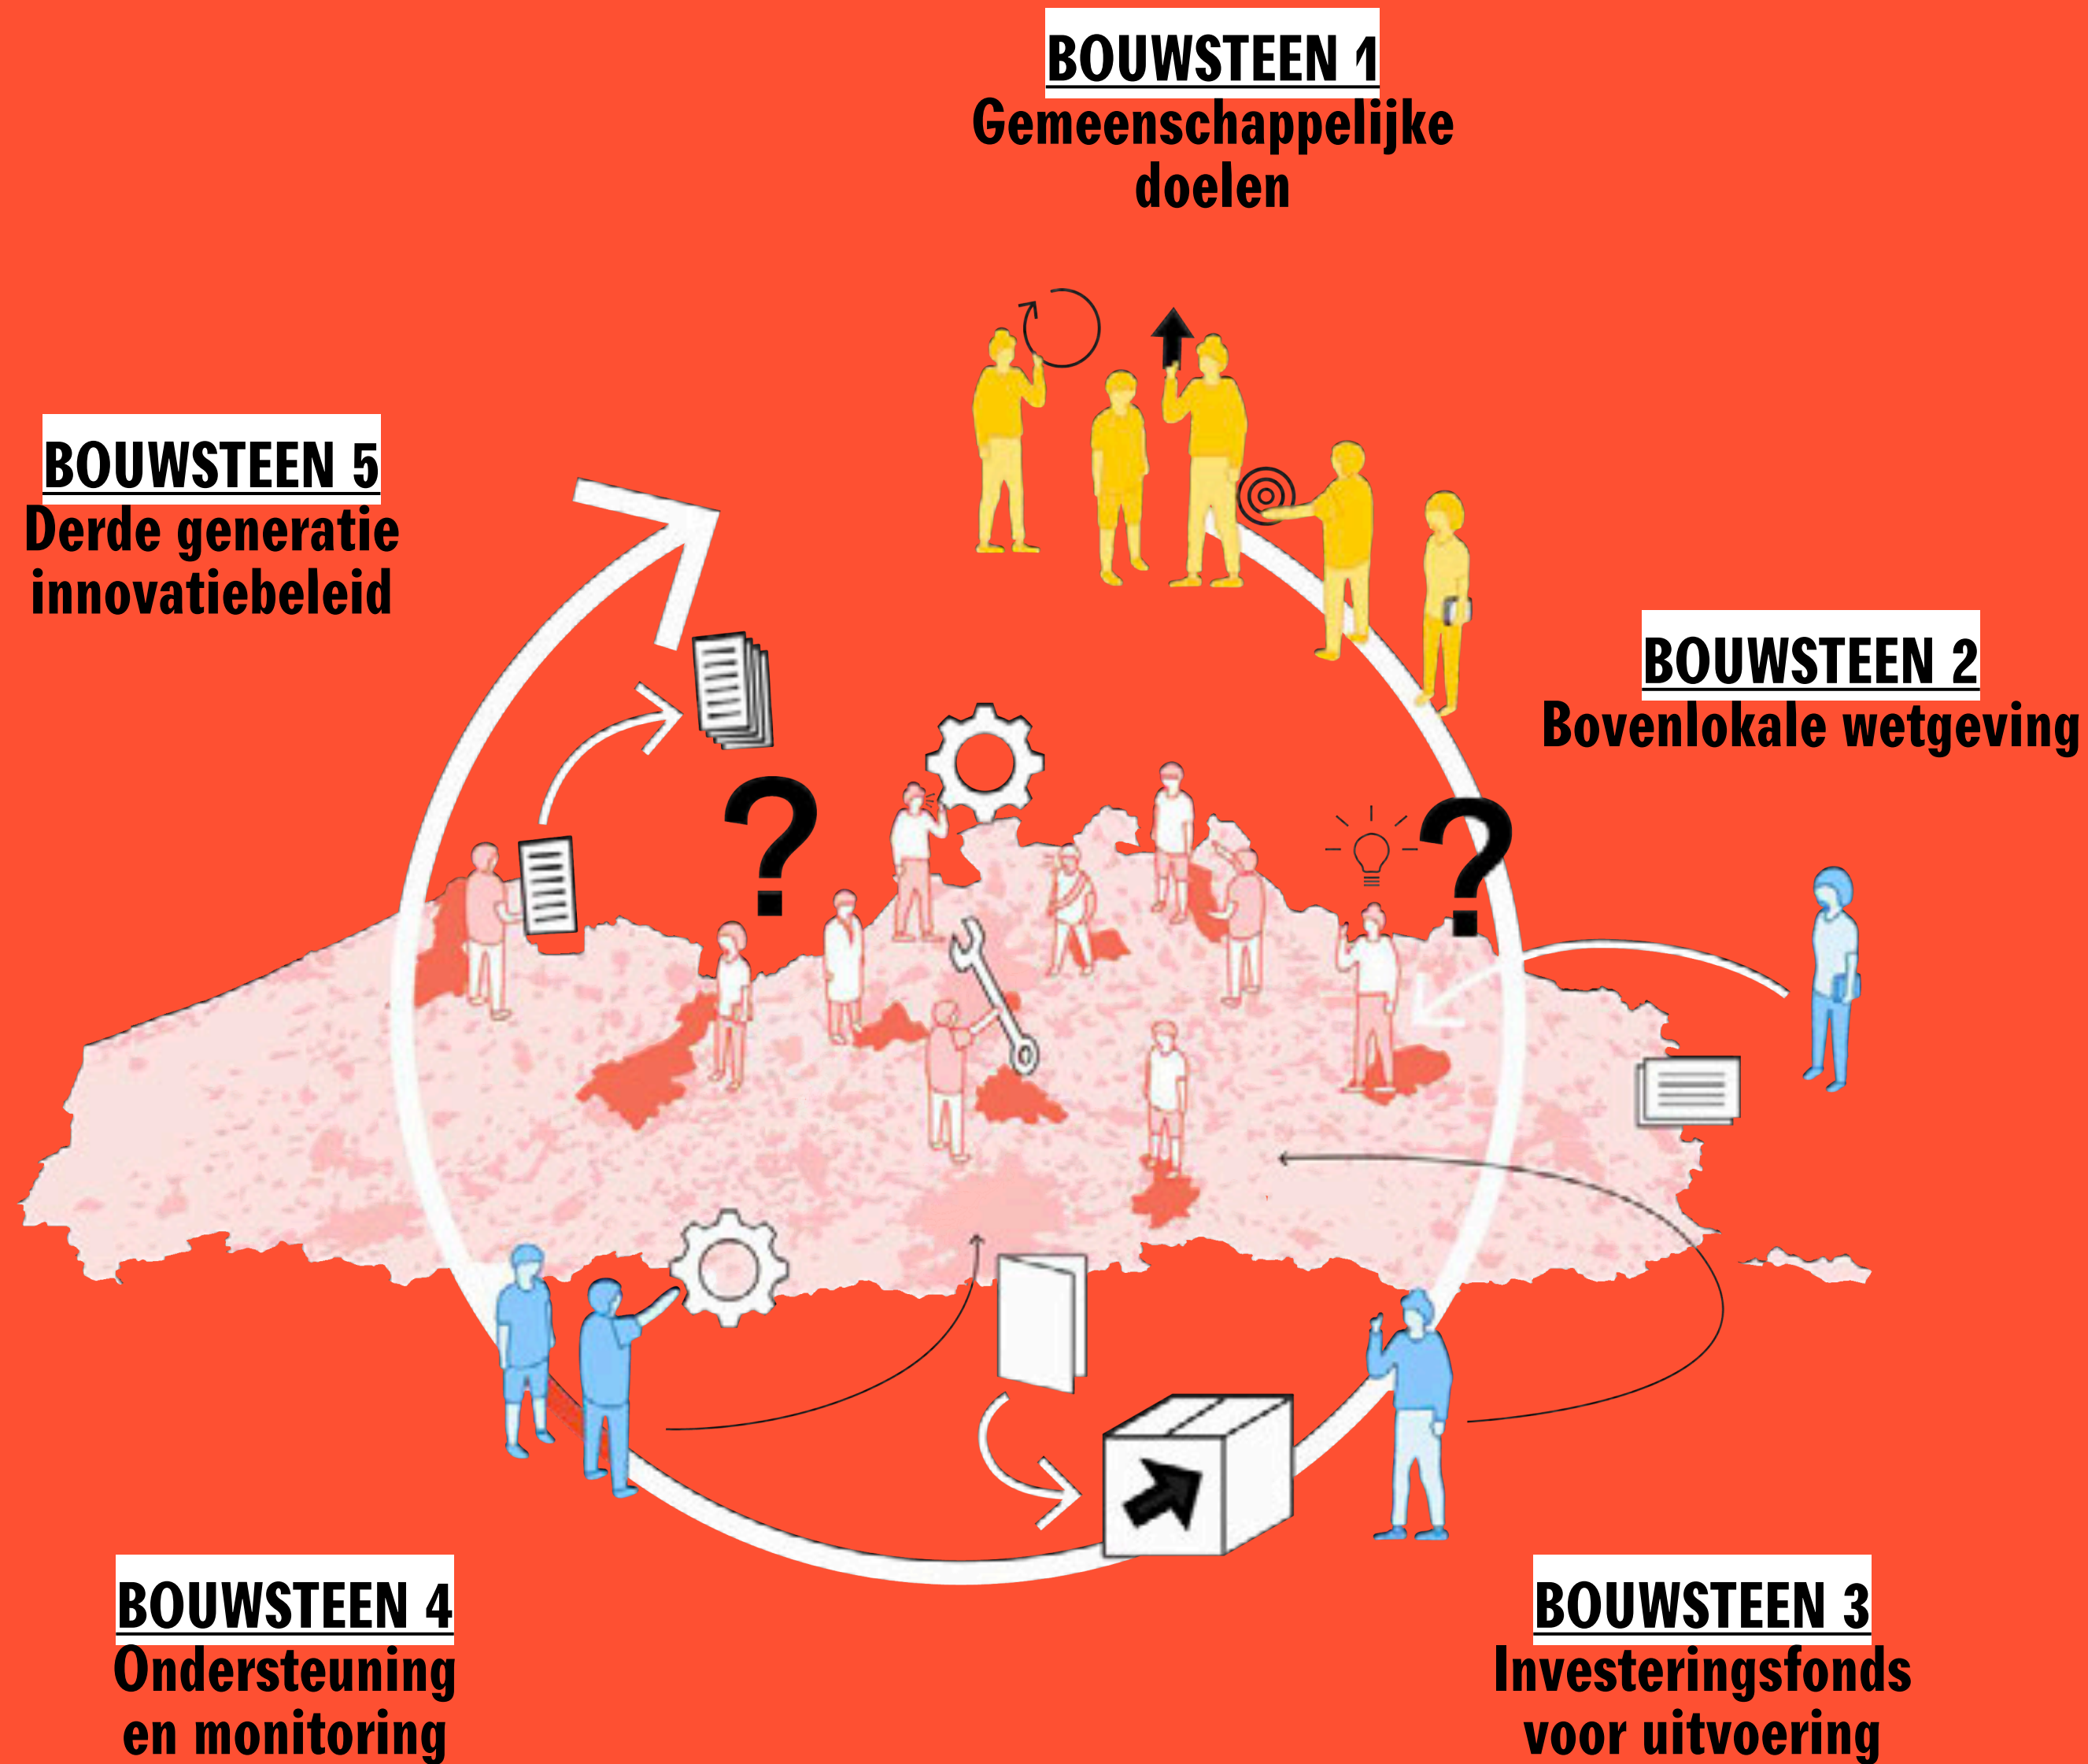 BOUWSTEEN 1
Gemeenschappelijke
doelen
BOUWSTEEN 5
Derde generatie
innovatiebeleid
BOUWSTEEN 2
Bovenlokale wetgeving
?
?
BOUWSTEEN 4
Ondersteuning
en monitoring
BOUWSTEEN 3
Investeringsfonds
voor uitvoering